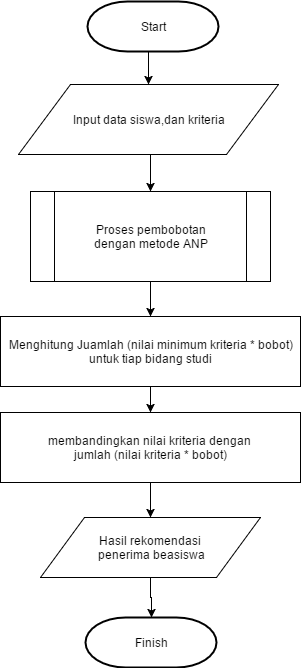 Start
Input data siswa,dan kriteria
Proses pembobotan
dengan metode ANP
Menghitung Juamlah (nilai minimum kriteria * bobot)
untuk tiap bidang studi
membandingkan nilai kriteria dengan
jumlah (nilai kriteria * bobot)
Hasil rekomendasi
penerima beasiswa
Finish